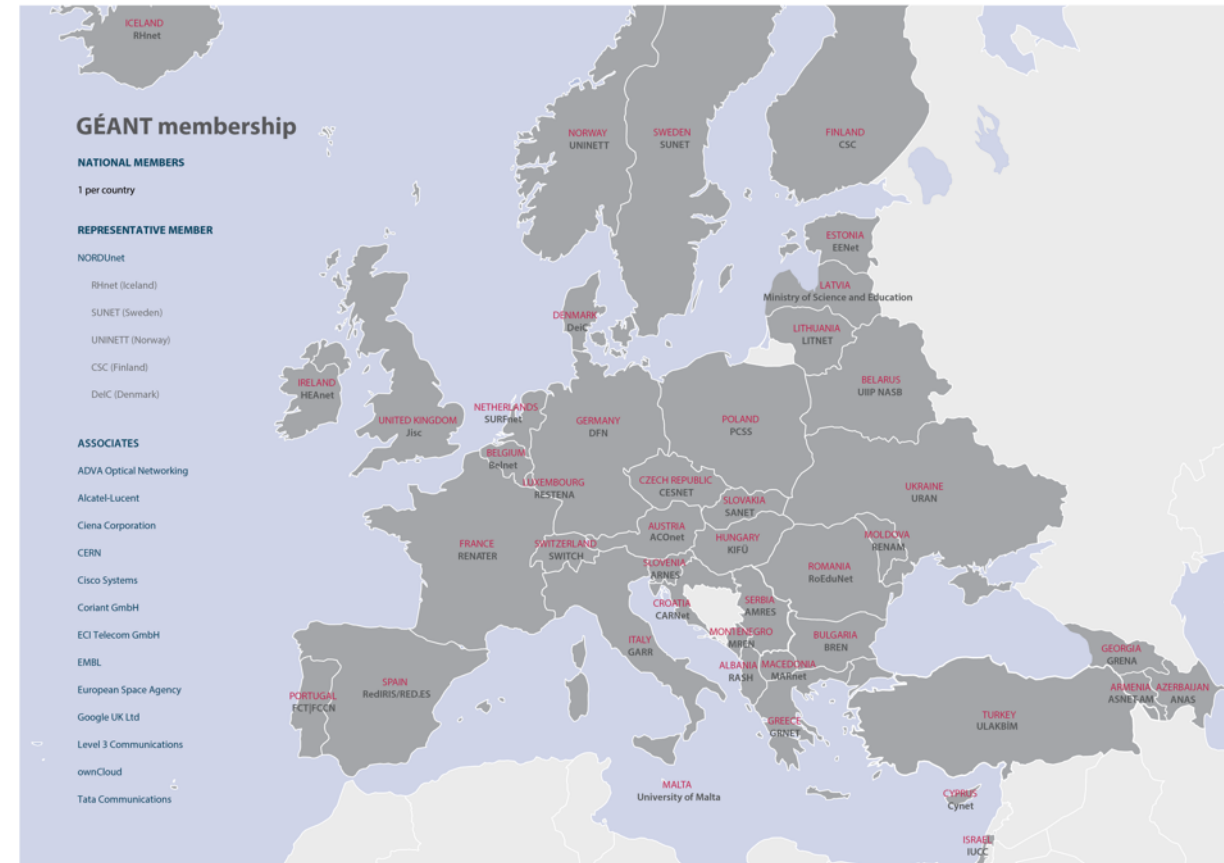 ICELAND
RHnet
GÉANT membership
NATIONAL MEMBERS
1 per country
REPRESENTATIVE MEMBER
NORDUnet
RHnet (Iceland)
SUNET (Sweden)
UNINETT (Norway)
CSC (Finland)
DeIC (Denmark)
ASSOCIATES
ADVA Optical Networking
Alcatel-Lucent
Ciena Corporation
CERN
Cisco Systems
Coriant GmbH
ECI Telecom GmbH
EMBL
European Space Agency
Google UK Ltd
Level 3 Communications
ownCloud
Tata Communications
NORWAY
UNINETT
SWEDEN
SUNET
FINLAND
CSC
ESTONIA
EENet
LATVIA
Ministry of Science and Education
DENMARK
DeiC
LITHUANIA
LITNET
BELARUS
UIIP NASB
IRELAND
HEAnet
UNITED KINGDOM
Jisc
NETHERLANDS
SURFnet
GERMANY
DFN
POLAND
PCSS
BELGIUM
Belnet
LUXEMBOURG
RESTENA
CZECH REPUBLIC
CESNET
SLOVAKIA
SANET
UKRAINE
URAN
FRANCE
RENATER
SWITZERLAND
SWITCH
AUSTRIA
ACOnet
HUNGARY
KIFÜ
MOLDOVA
RENAM
SLOVENIA
ARNES
ROMANIA
RoEduNet
CROATIA
CARNet
SERBIA
AMRES
ITALY
GARR
MONTENEGRO
MREN
BULGARIA
BREN
ALBANIA
RASH
MACEDONIA
MARnet
PORTUGAL
FCT|FCCN
SPAIN
RedIRIS/RED.ES
GREECE
GRNET
TURKEY
ULAKBİM
GEORGIA
GRENA
ARMENIA
ASNET-AM
AZERBAIJAN
ANAS
MALTA
University of Malta
CYPRUS
Cynet
ISRAEL
IUCC